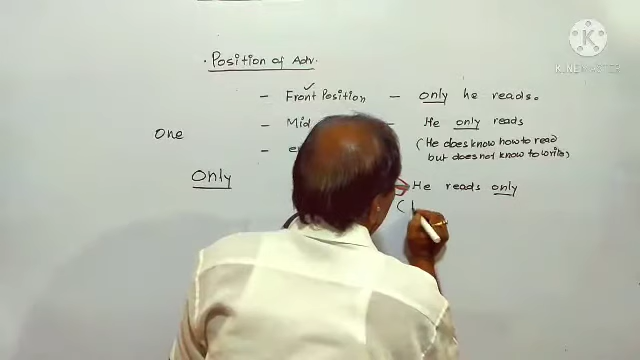 · Position of Adv.
- Front Position - only he reads.
- Mid - He only reads
(He does know how to read
but does not know to write,
- e
One
Only
He reads only
(
K
KINEMASTER